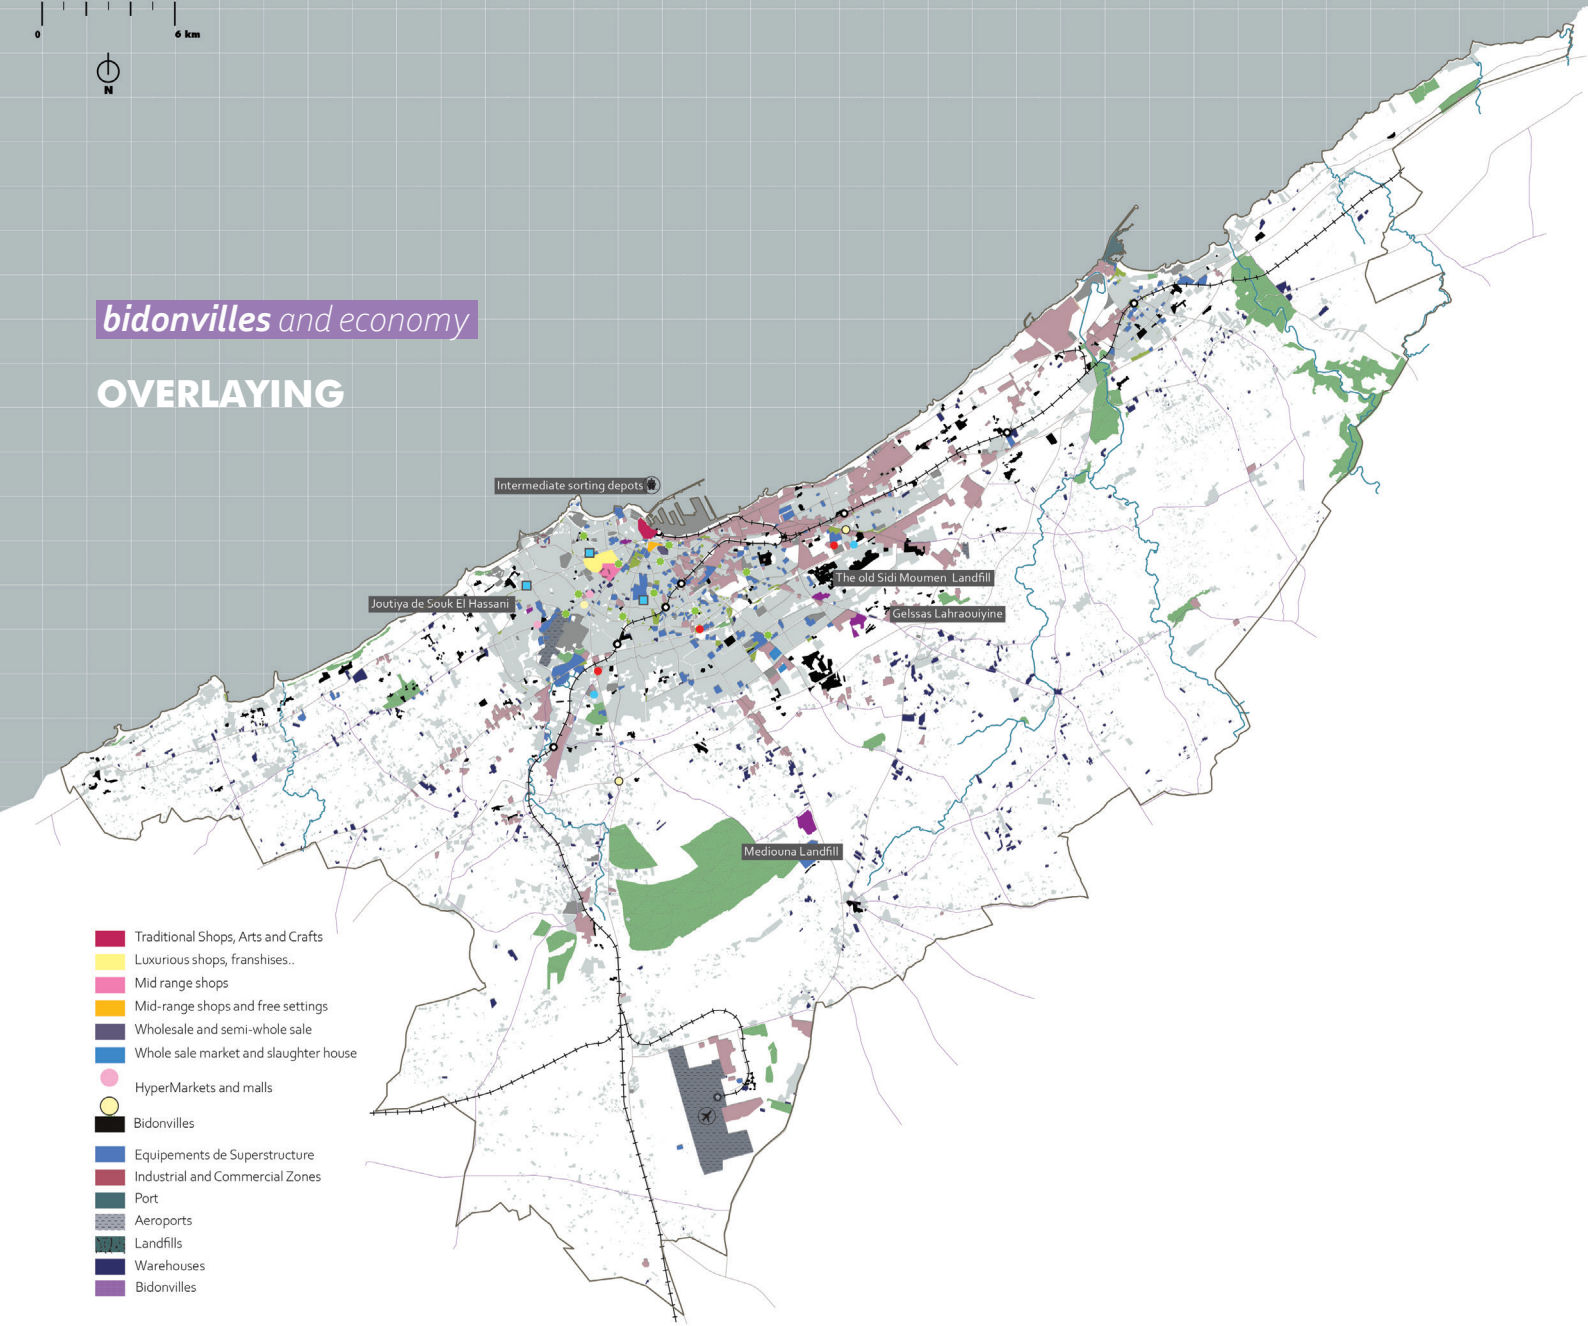 0
6 km
N
bidonvilles and economy
OVERLAYING
Intermediate sorting depots
Joutiya de Souk El Hassani
The old Sidi Moumen Landfill
Gelssas Lahraouiyine
Mediouna Landfill
Traditional Shops, Arts and Crafts
Luxurious shops, franshises..
Mid range shops
Mid-range shops and free settings
Wholesale and semi-whole sale
Whole sale market and slaughter house
HyperMarkets and malls
Bidonvilles
Equipements de Superstructure
Industrial and Commercial Zones
Port
Aeroports
Landfills
Warehouses
Bidonvilles